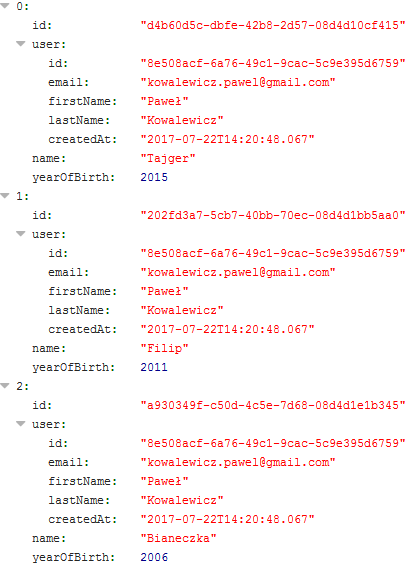 0:
id: "d4b60d5c-dbfe-42b8-2d57-08d4d10cf415"
user:
id: "8e508acf-6a76-49c1-9cac-5c9e395d6759"
email: "kowalewicz.pawel@gmail.com"
firstName: "Paweł"
lastName: "Kowalewicz"
createdAt: "2017-07-22T14:20:48.067"
name: "Tajger"
yearOfBirth: 2015
1:
id: "202fd3a7-5cb7-40bb-70ec-08d4d1bb5aa0"
user:
id: "8e508acf-6a76-49c1-9cac-5c9e395d6759"
email: "kowalewicz.pawel@gmail.com"
firstName: "Paweł"
lastName: "Kowalewicz"
createdAt: "2017-07-22T14:20:48.067"
name: "Filip"
yearOfBirth: 2011
2:
id: "a930349f-c50d-4c5e-7d68-08d4d1e1b345"
user:
id: "8e508acf-6a76-49c1-9cac-5c9e395d6759"
email: "kowalewicz.pawel@gmail.com"
firstName: "Paweł"
lastName: "Kowalewicz"
createdAt: "2017-07-22T14:20:48.067"
name: "Bianeczka"
yearOfBirth: 2006